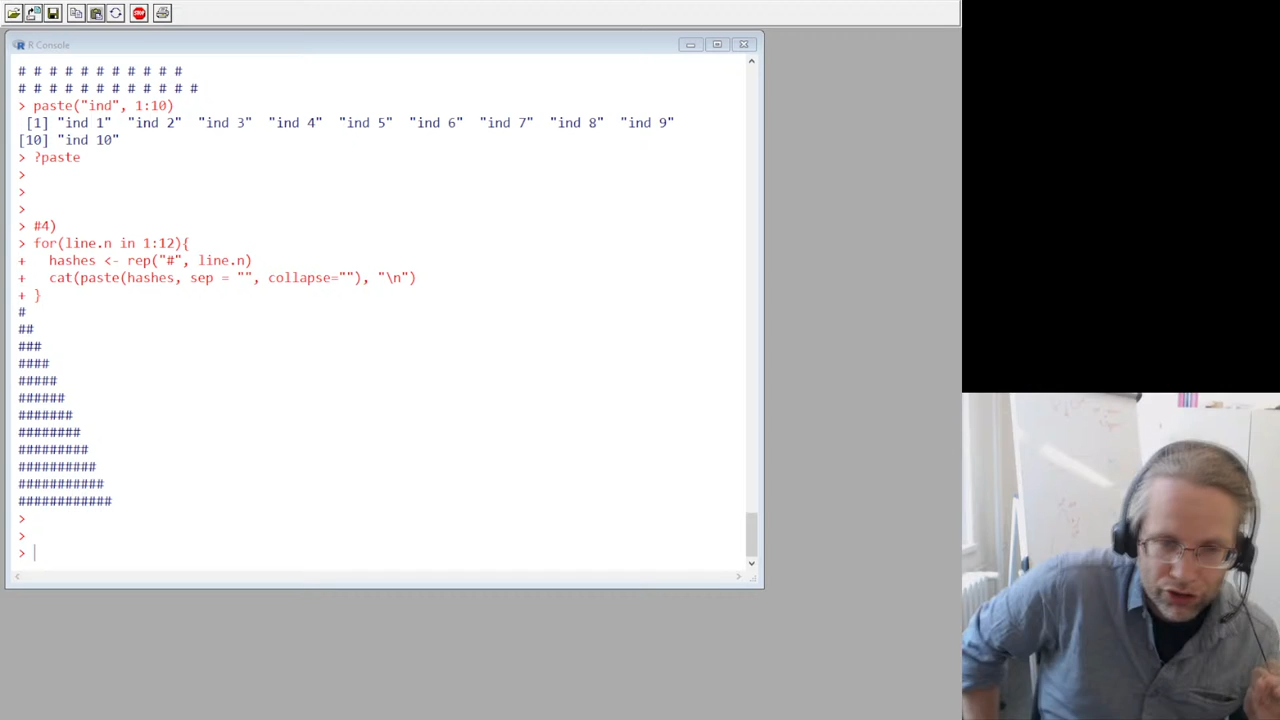 R Console
# # # # # # # # # # #
# # # # # # # # # # # #
> paste("ind", 1:10)
[1] "ind 1" "ind 2" "ind 3" "ind 4" "ind 5" "ind 6" "ind 7" "ind 8" "ind 9"
[10] "ind 10"
> ?paste
>
>
>
> #4)
> for(line.n in 1:12){
+ hashes <- rep("#", line.n)
+ cat(paste(hashes, sep = "", collapse=""), "\n")
+ }
#
##
###
####
#####
######
#######
########
#########
##########
###########
############
>
>
>